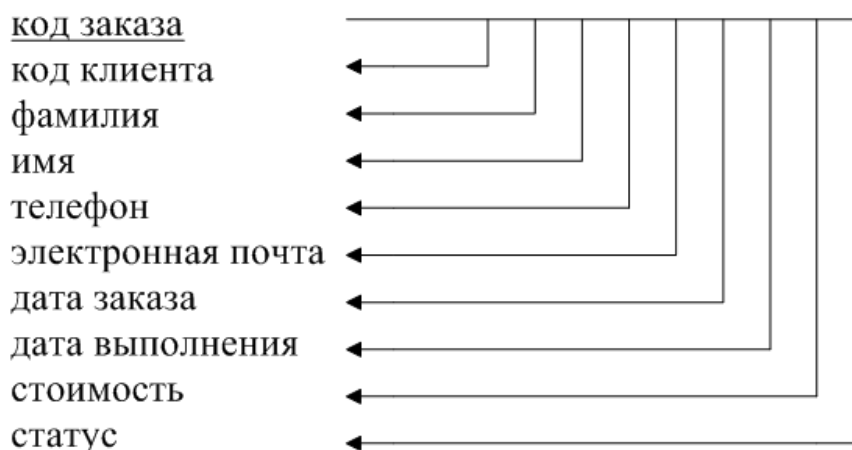 код заказа
код клиента
фамилия
имя
телефон
электронная почта
дата заказа
дата выполнения
стоимость
статус